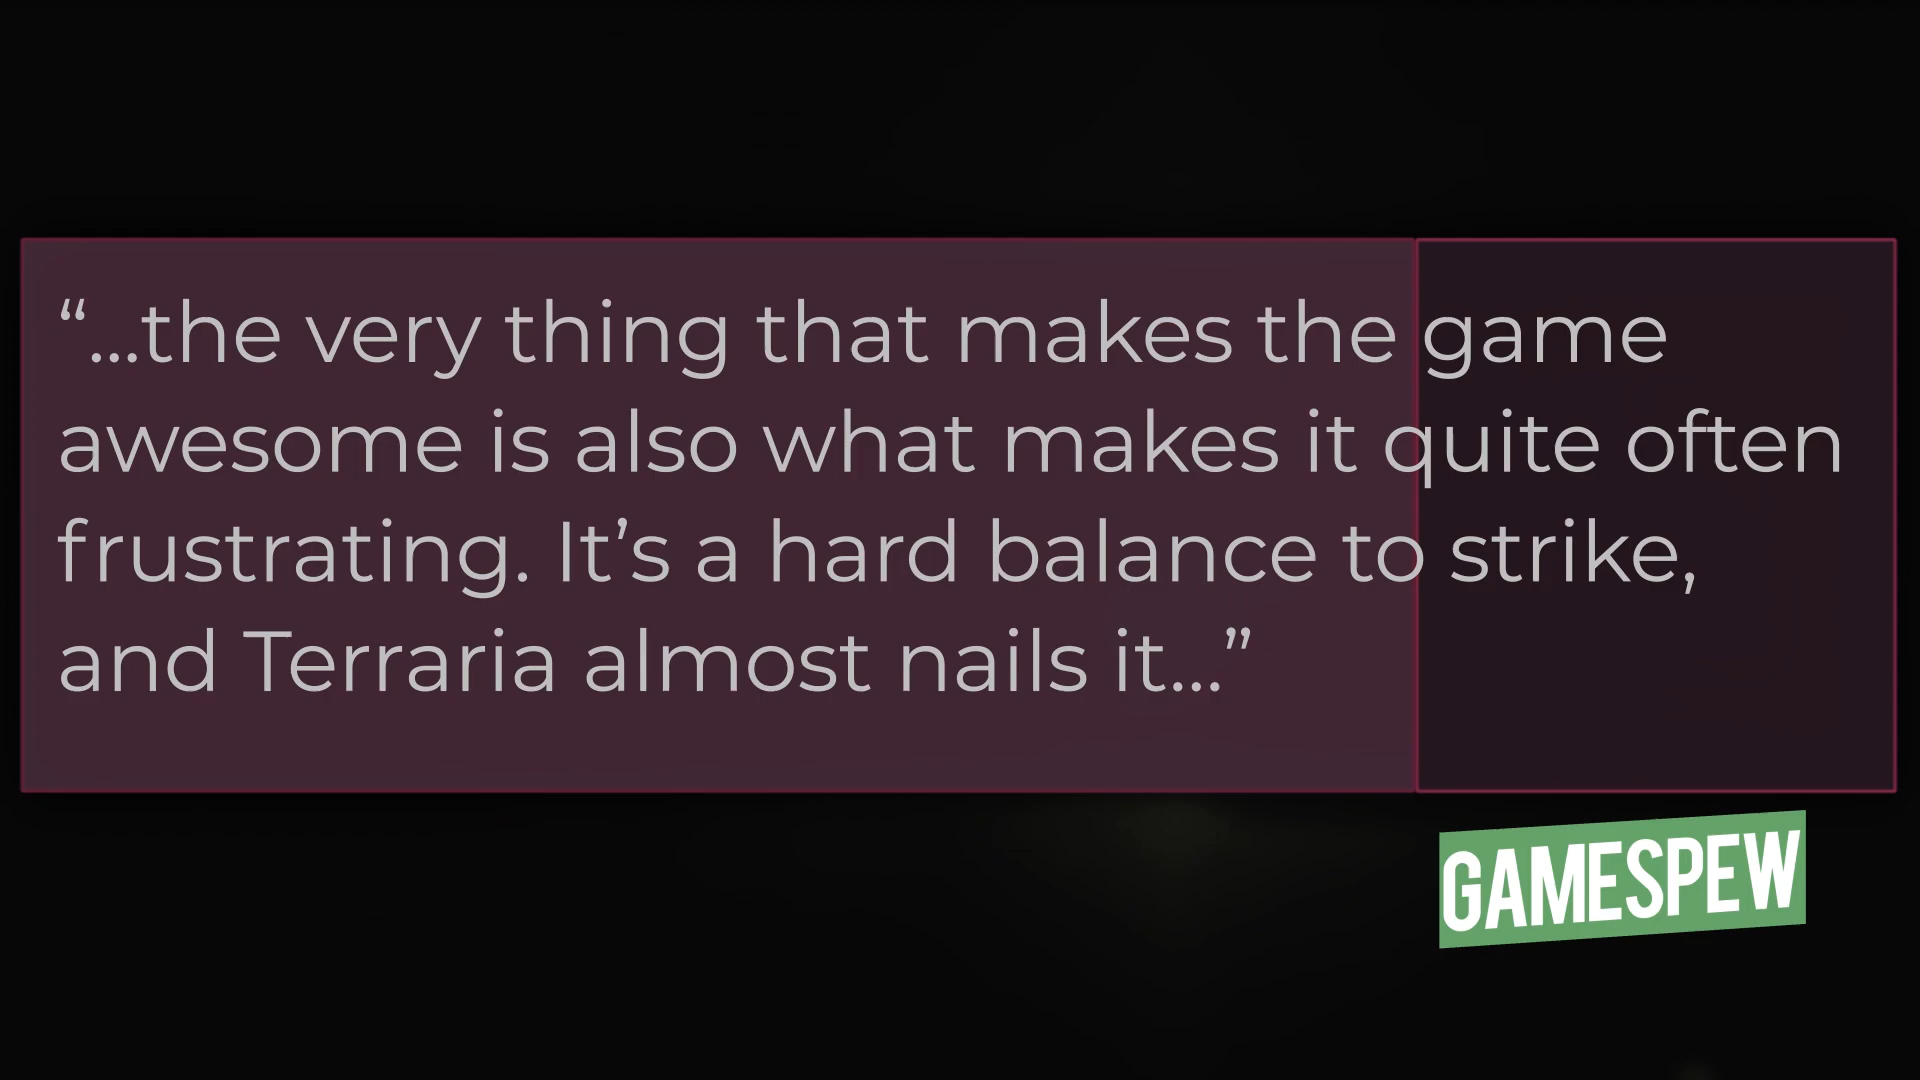 “...the very thing that makes the game
awesome is also what makes it quite often
frustrating. It’s a hard balance to strike,
and Terraria almost nails it...”
GAMESPEW